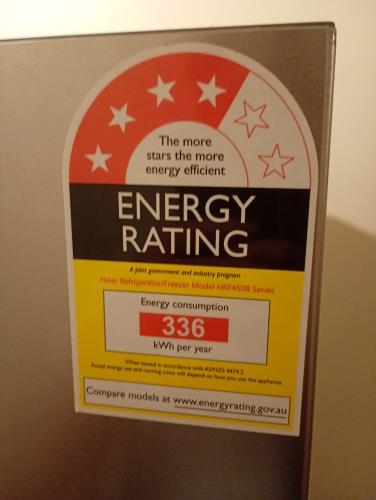 The more
stars the more
energy efficient
ENERGY
RATING
A joint government and industry program
Haier Refrigerator/Freezer Model HRF450B Series
Energy consumption
336
kWh per year
When tested in accordance with AS/NZS 4474.2.
Actual energy use and running costs will depend on how you use the appliance.
Compare models at www.energyrating.gov.au